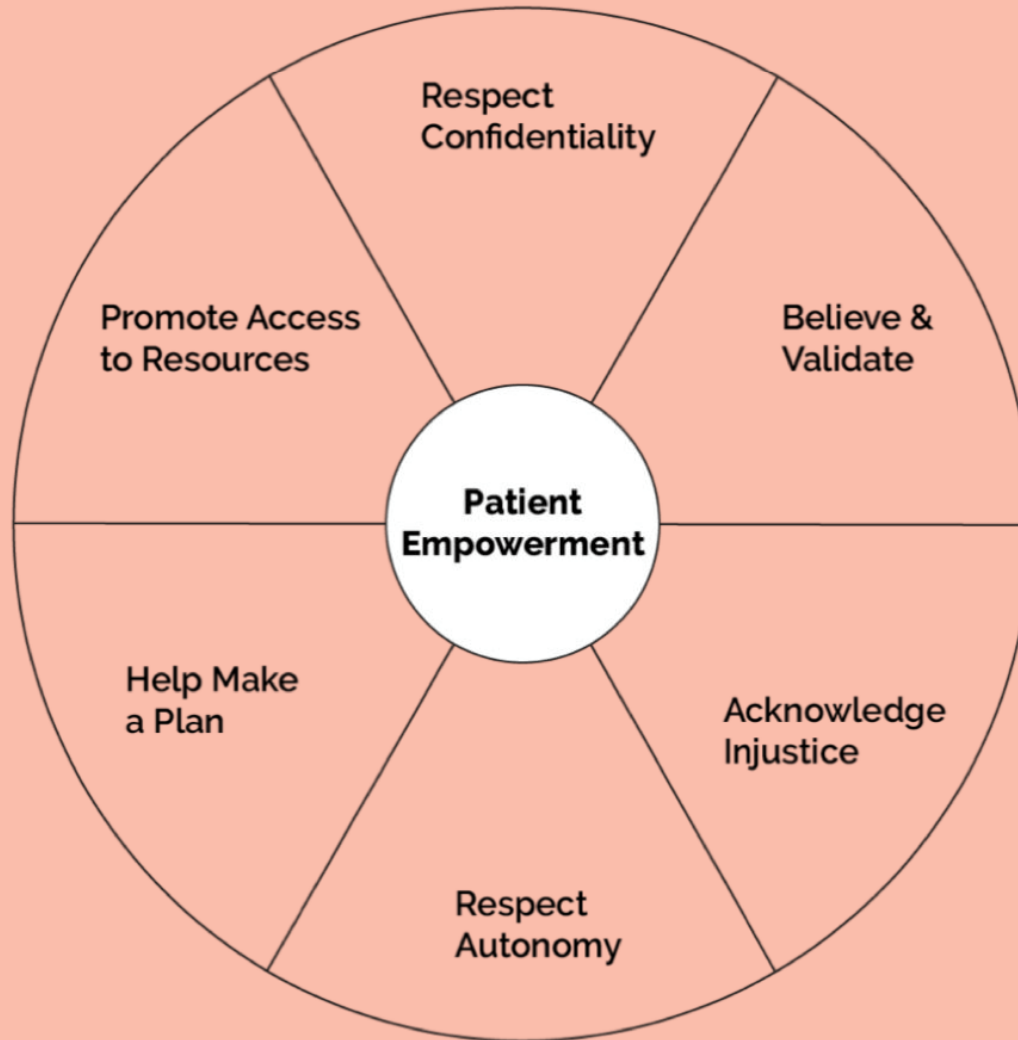 Respect
Confidentiality
Believe &
Validate
Acknowledge
Injustice
Respect
Autonomy
Help Make
a Plan
Promote Access
to Resources
Patient
Empowerment